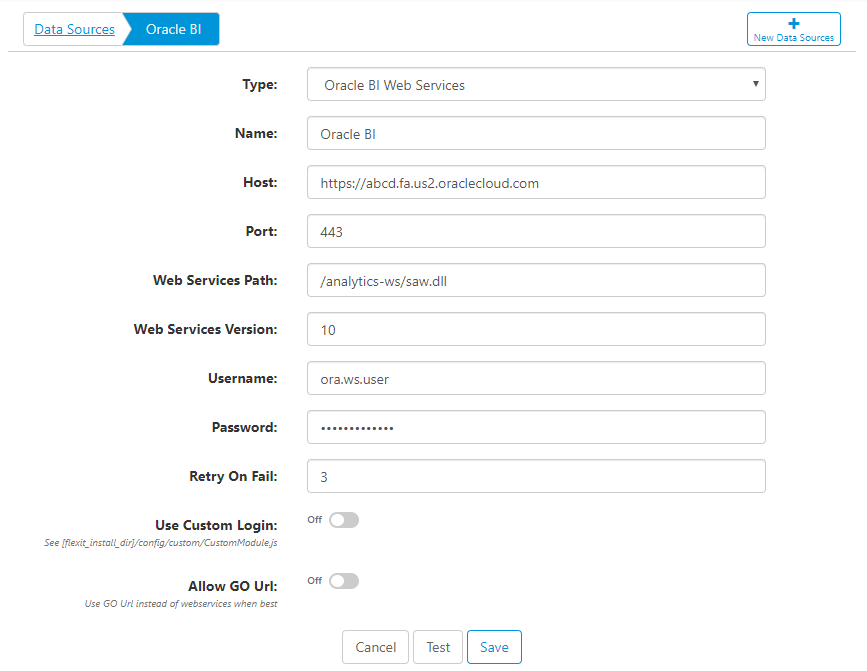 Data Sources
Oracle BI
New Data Sources
Type:
Oracle BI Web Services
Name:
Oracle BI
Host:
https://abcd.fa.us2.oraclecloud.com
Port:
443
Web Services Path:
/analytics-ws/saw.dll
Web Services Version:
10
Username:
ora.ws.user
Password:
•••••••••••••
Retry On Fail:
3
Use Custom Login:
Off
See [flexit_install_dir]/config/custom/CustomModule.js
Allow GO Url:
Off
Use GO Url instead of webservices when best
Cancel
Test
Save